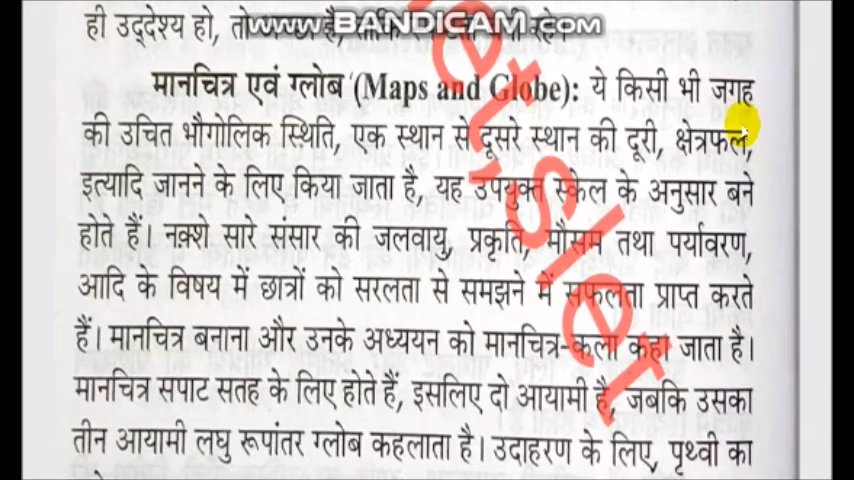 www.BANDICAM.com
ही उद्देश्य हो, तो
मानचित्र एवं ग्लोब (Maps and Globe): ये किसी भी जगह
की उचित भौगोलिक स्थिति, एक स्थान से दूसरे स्थान की दूरी, क्षेत्रफल,
इत्यादि जानने के लिए किया जाता है, यह उपयुक्त स्केल के अनुसार बने
होते हैं। नक़्शे सारे संसार की जलवायु, प्रकृति, मौसम तथा पर्यावरण,
आदि के विषय में छात्रों को सरलता से समझने में सफलता प्राप्त करते
हैं। मानचित्र बनाना और उनके अध्ययन को मानचित्र-कला कहा जाता है।
मानचित्र सपाट सतह के लिए होते हैं, इसलिए दो आयामी है, जबकि उसका
तीन आयामी लघु रूपांतर ग्लोब कहलाता है। उदाहरण के लिए, पृथ्वी का
et,slet